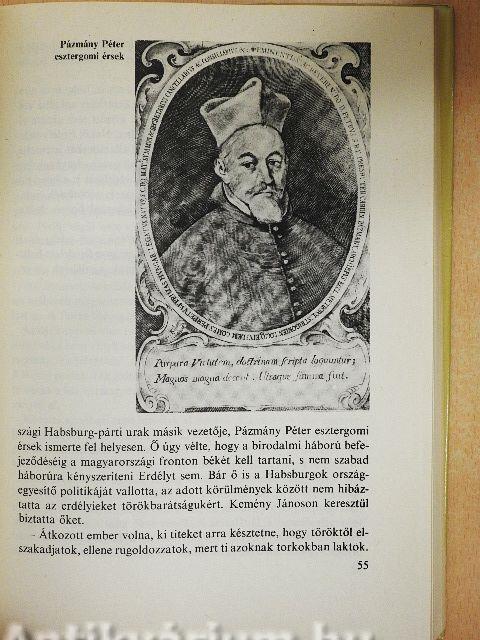 Pázmány Péter
esztergomi érsek
Purpura Virtutem, doctrinam scripta loquuntur;
Magnos magna decent. Utraque summa fuit.
szági Habsburg-párti urak másik vezetője, Pázmány Péter esztergomi
érsek ismerte fel helyesen. Ő úgy vélte, hogy a birodalmi háború befe-
jeződéséig a magyarországi fronton békét kell tartani, s nem szabad
háborúra kényszeríteni Erdélyt sem. Bár ő is a Habsburgok ország-
egyesítő politikáját vallotta, az adott körülmények között nem hibáz-
tatta az erdélyieket törökbarátságukért. Kemény Jánoson keresztül
biztatta őket.
– Átkozott ember volna, ki titeket arra késztetne, hogy töröktől el-
szakadjatok, ellene rugoldozzatok, mert ti azoknak torkokban laktok.
55
Antikvárium.hu